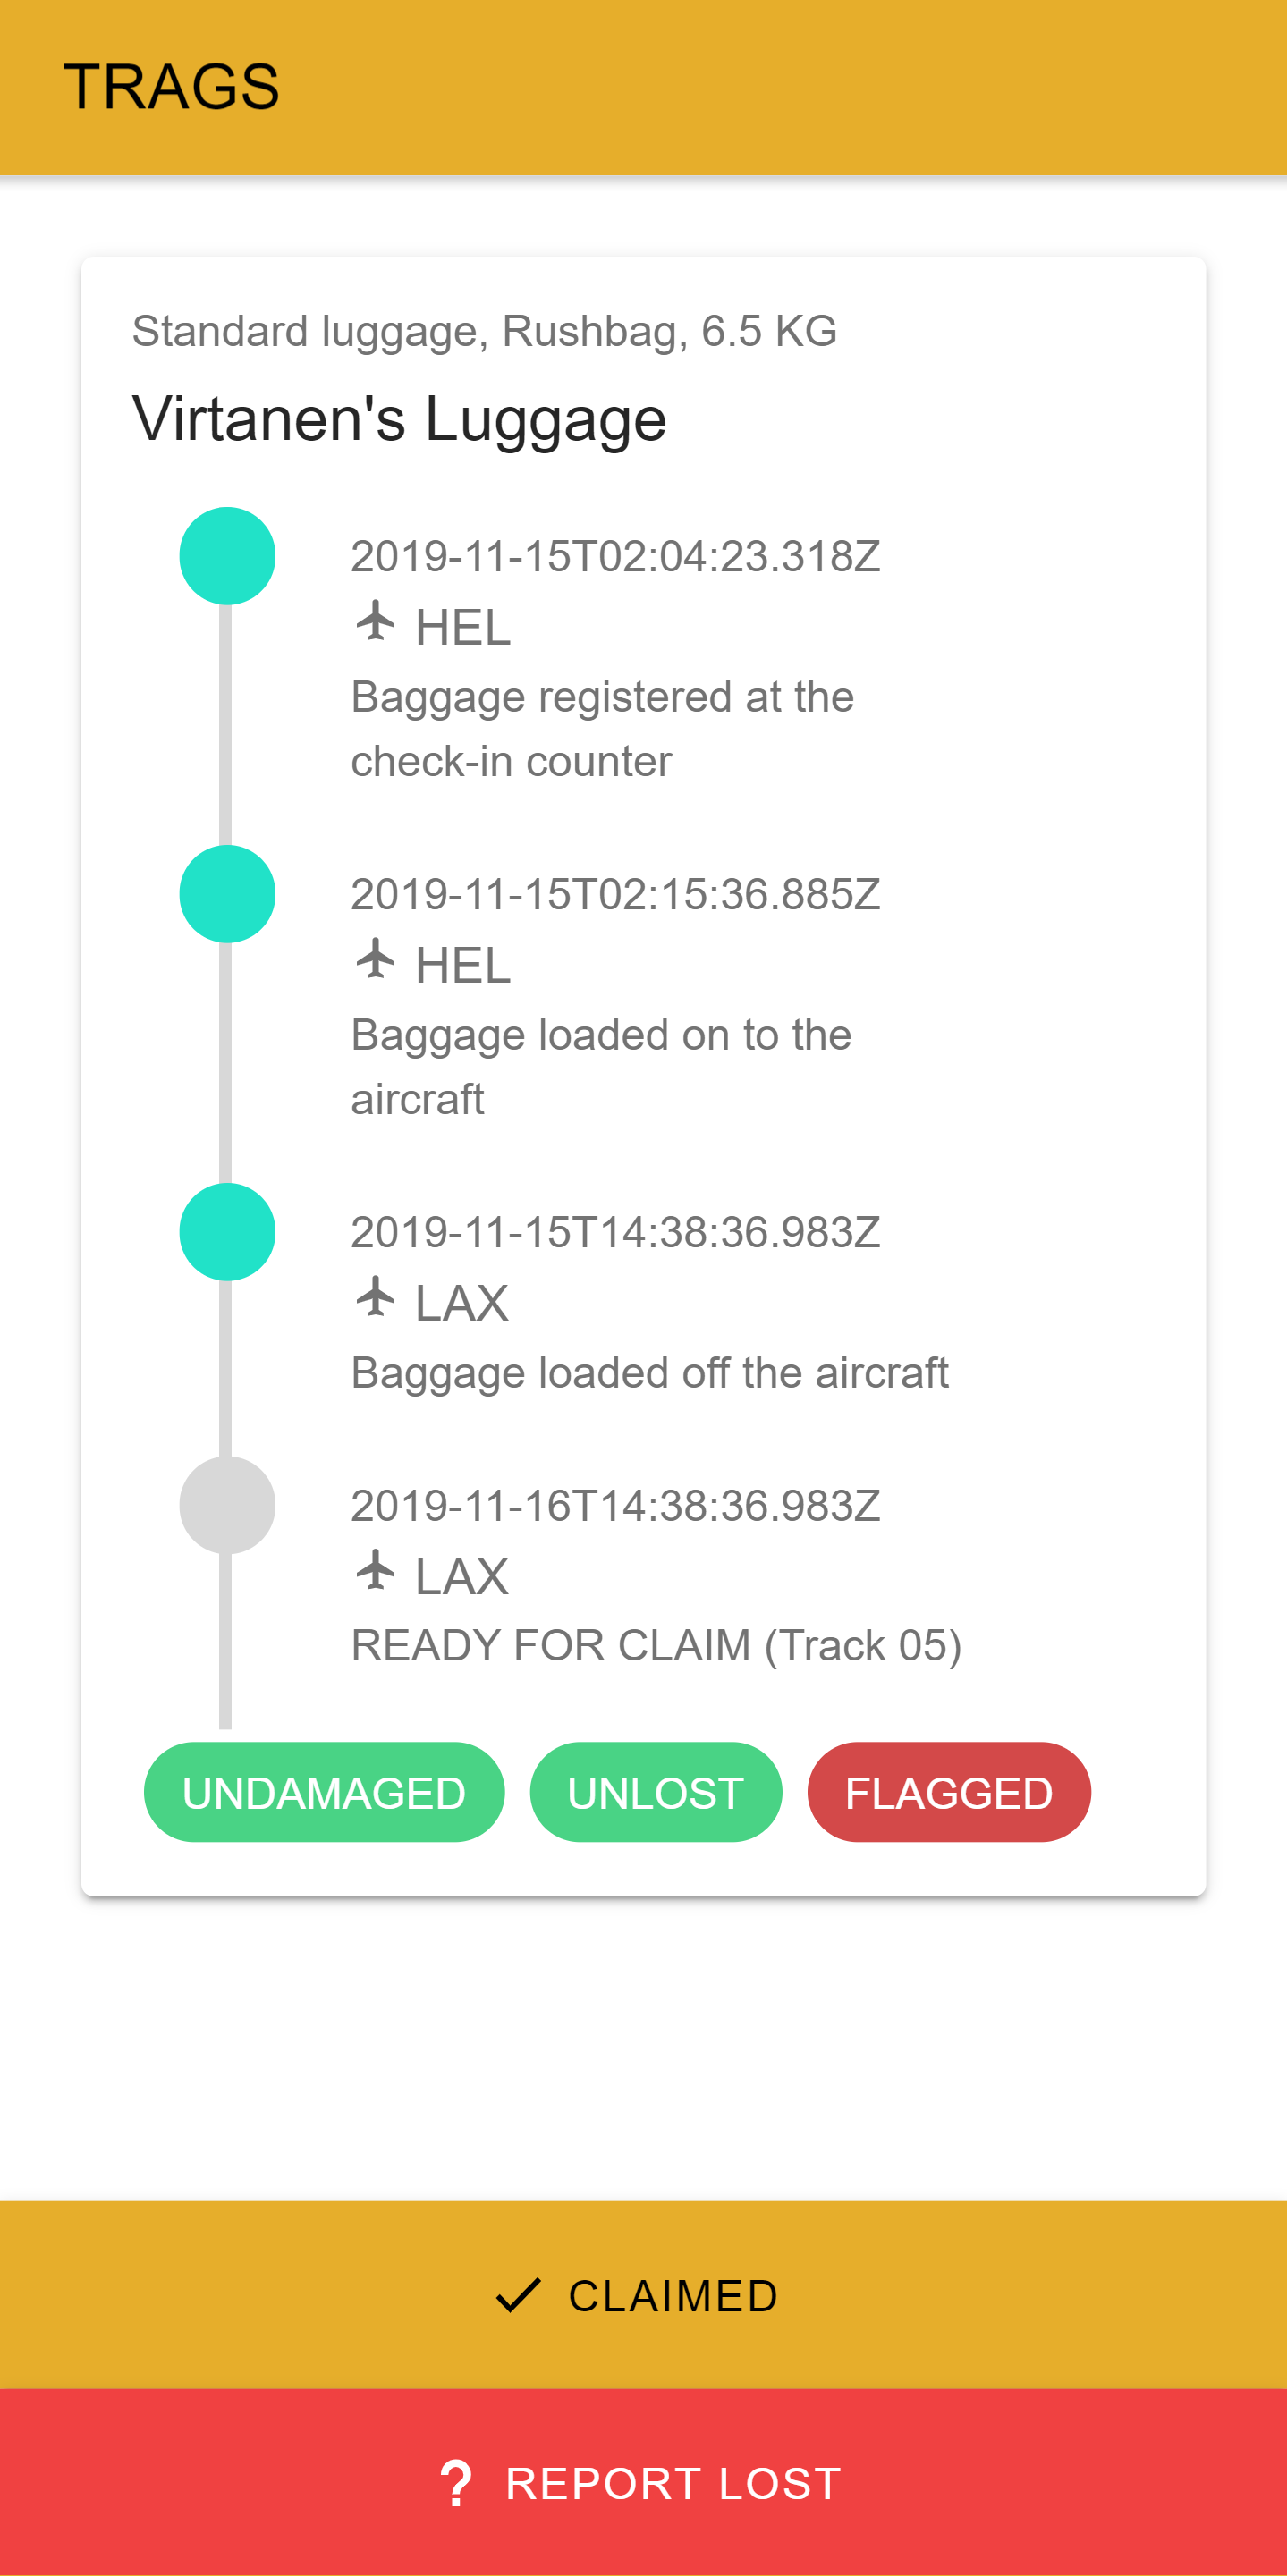 TRAGS
Standard luggage, Rushbag, 6.5 KG
Virtanen's Luggage
2019-11-15T02:04:23.318Z
HEL
Baggage registered at the
check-in counter
2019-11-15T02:15:36.885Z
HEL
Baggage loaded on to the
aircraft
2019-11-15T14:38:36.983Z
LAX
Baggage loaded off the aircraft
2019-11-16T14:38:36.983Z
LAX
READY FOR CLAIM (Track 05)
UNDAMAGED UNLOST FLAGGED
CLAIMED
? REPORT LOST